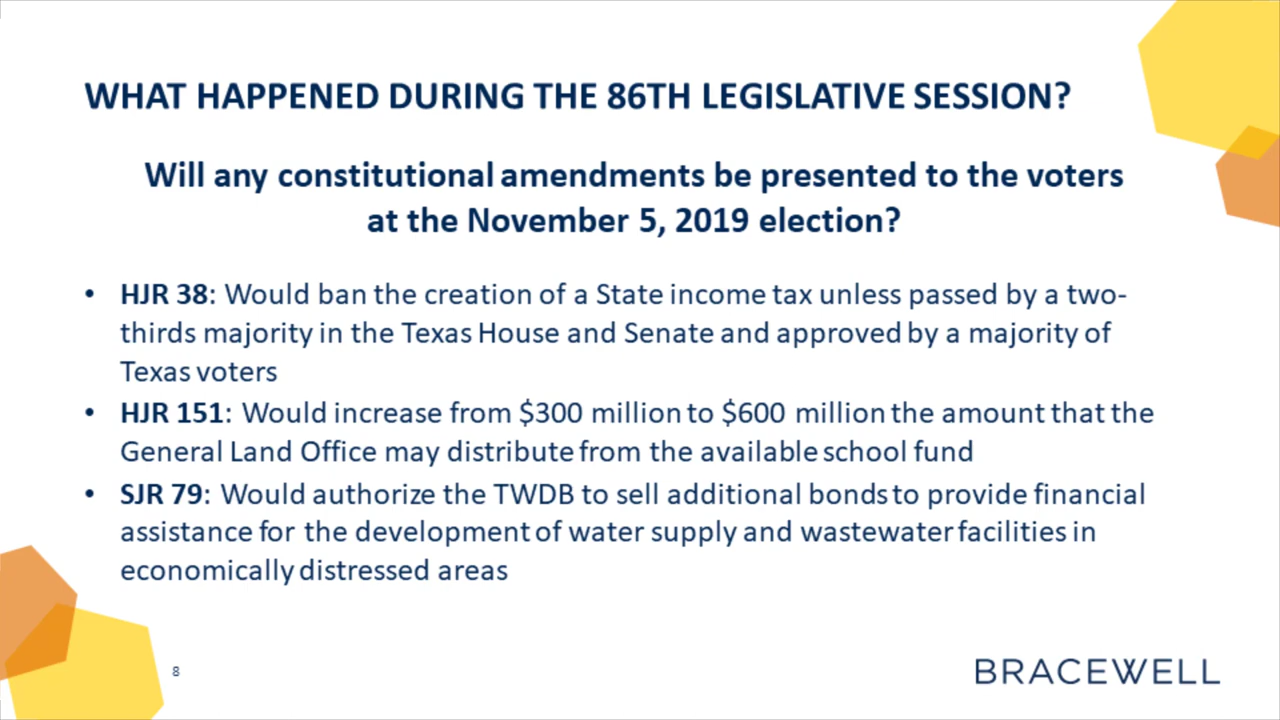 WHAT HAPPENED DURING THE 86TH LEGISLATIVE SESSION?
Will any constitutional amendments be presented to the voters
at the November 5, 2019 election?
• HJR 38: Would ban the creation of a State income tax unless passed by a two-
thirds majority in the Texas House and Senate and approved by a majority of
Texas voters
• HJR 151: Would increase from $300 million to $600 million the amount that the
General Land Office may distribute from the available school fund
• SJR 79: Would authorize the TWDB to sell additional bonds to provide financial
assistance for the development of water supply and wastewater facilities in
economically distressed areas
8
BRACEWELL